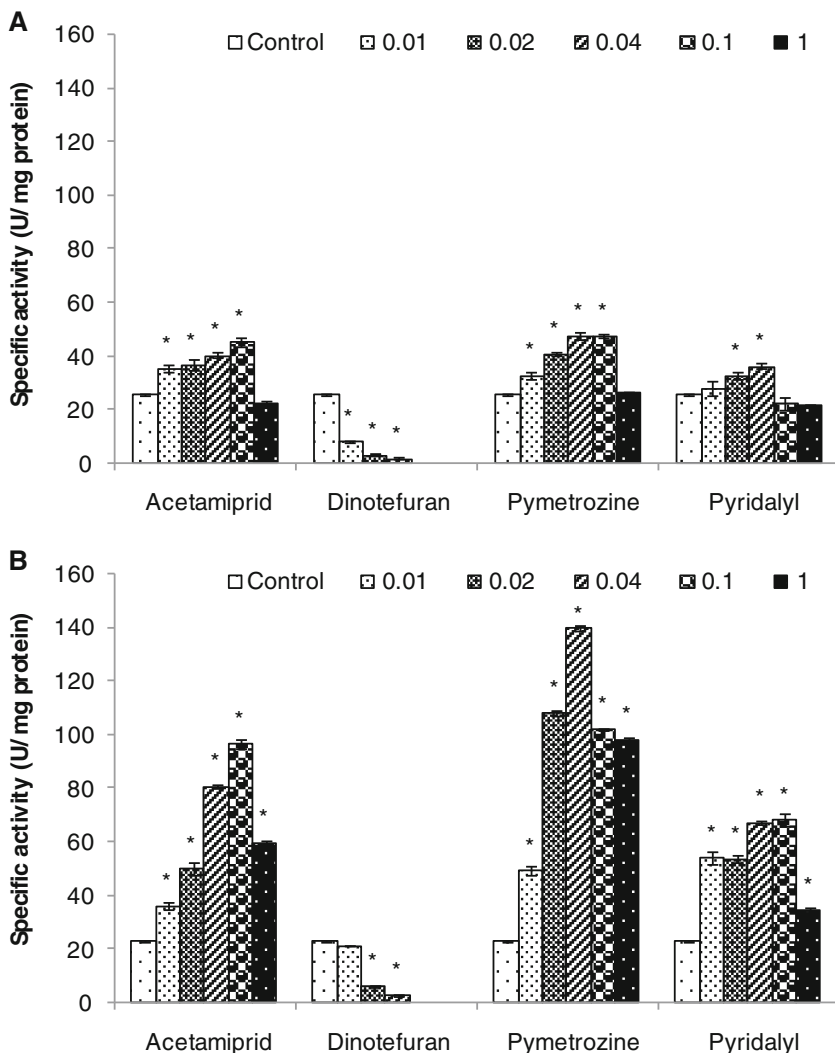 A
160
□ Control 0.01 0.02 0.04 0.1 1
140
120
100
80
60
40
20
0
Specific activity (U/ mg protein)
* * * *
* * *
* * * *
* *
Acetamiprid Dinotefuran Pymetrozine Pyridalyl
B
160
□ Control 0.01 0.02 0.04 0.1 1
140
120
100
80
60
40
20
0
Specific activity (U/ mg protein)
* * * * *
* *
* * * * *
* * * * *
Acetamiprid Dinotefuran Pymetrozine Pyridalyl